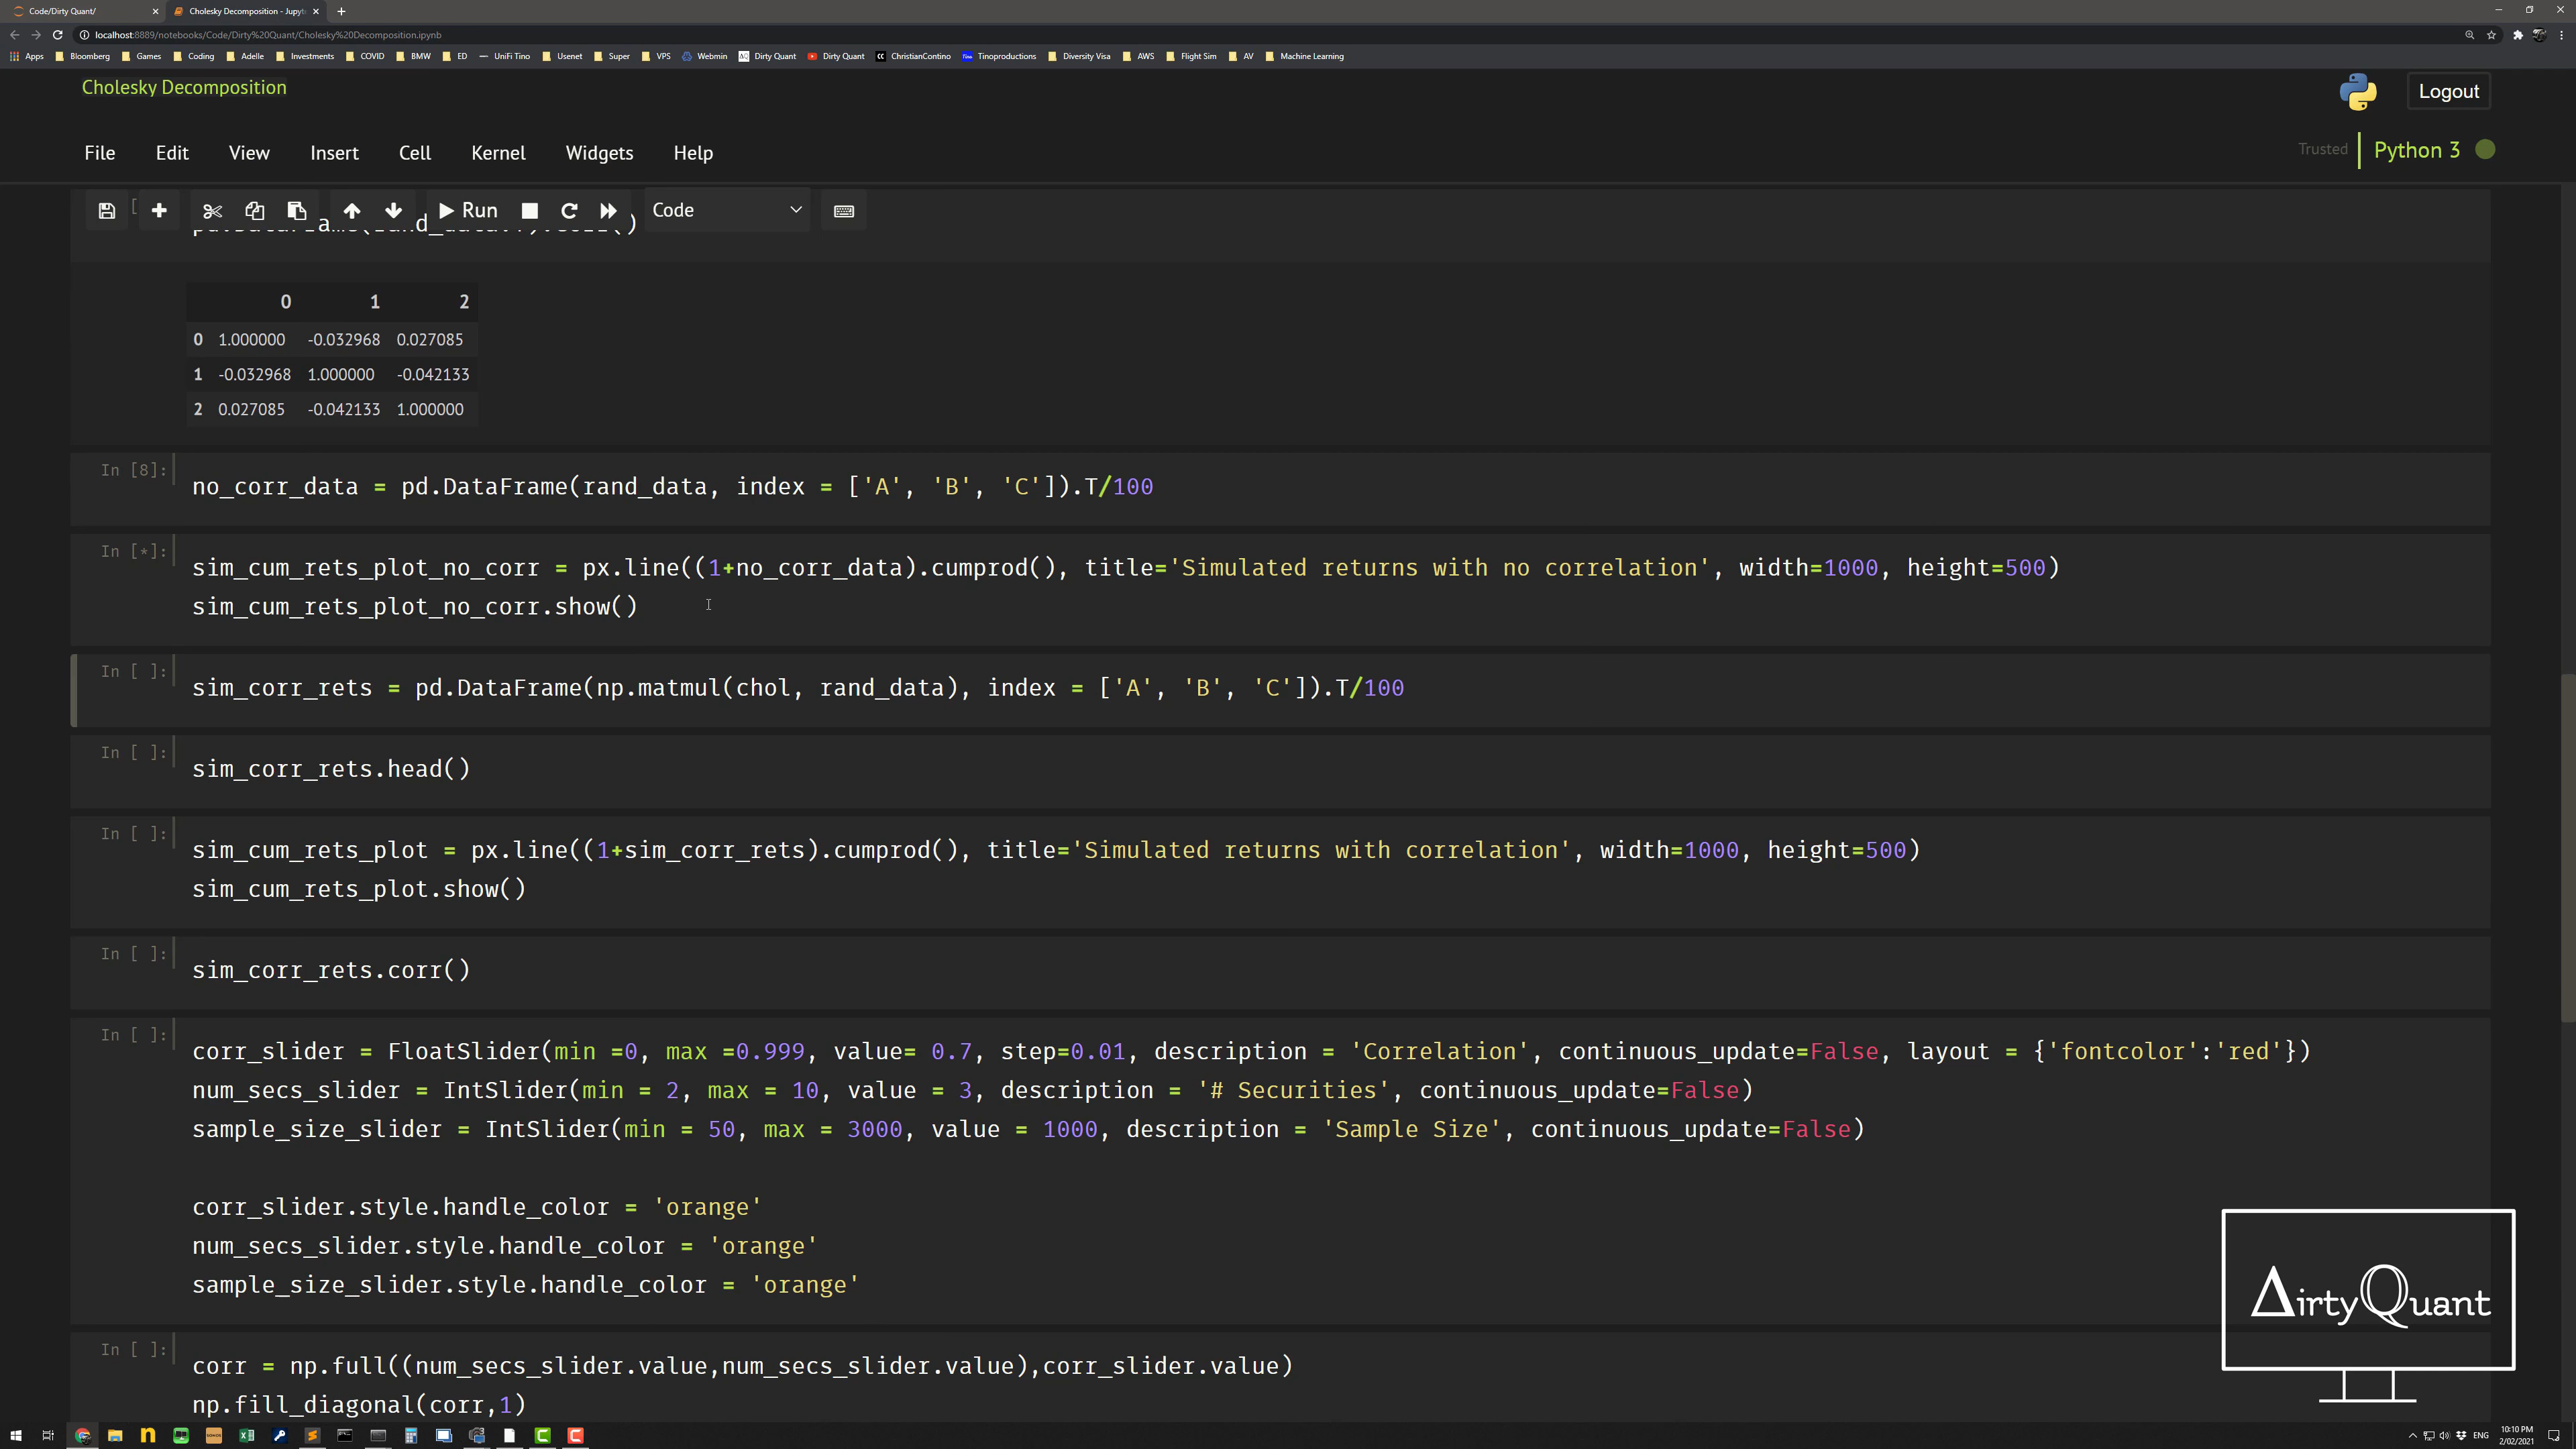 Code/Dirty Quant/
Cholesky Decomposition - Jupyt
localhost:8889/notebooks/Code/Dirty%20Quant/Cholesky%20Decomposition.ipynb
Apps Bloomberg Games Coding Adelle Investments COVID BMW ED UniFi Tino Usenet Super VPS Webmin Dirty Quant Dirty Quant ChristianContino Tinoproductions Diversity Visa AWS Flight Sim AV Machine Learning
Cholesky Decomposition
Logout
File Edit View Insert Cell Kernel Widgets Help
Trusted Python 3
Run Code
0 1 2
0 1.000000 -0.032968 0.027085
1 -0.032968 1.000000 -0.042133
2 0.027085 -0.042133 1.000000
In [8]: no_corr_data = pd.DataFrame(rand_data, index = ['A', 'B', 'C']).T/100
In [*]: sim_cum_rets_plot_no_corr = px.line((1+no_corr_data).cumprod(), title='Simulated returns with no correlation', width=1000, height=500)
sim_cum_rets_plot_no_corr.show()
In [ ]: sim_corr_rets = pd.DataFrame(np.matmul(chol, rand_data), index = ['A', 'B', 'C']).T/100
In [ ]: sim_corr_rets.head()
In [ ]: sim_cum_rets_plot = px.line((1+sim_corr_rets).cumprod(), title='Simulated returns with correlation', width=1000, height=500)
sim_cum_rets_plot.show()
In [ ]: sim_corr_rets.corr()
In [ ]: corr_slider = FloatSlider(min =0, max =0.999, value= 0.7, step=0.01, description = 'Correlation', continuous_update=False, layout = {'fontcolor':'red'})
num_secs_slider = IntSlider(min = 2, max = 10, value = 3, description = '# Securities', continuous_update=False)
sample_size_slider = IntSlider(min = 50, max = 3000, value = 1000, description = 'Sample Size', continuous_update=False)
corr_slider.style.handle_color = 'orange'
num_secs_slider.style.handle_color = 'orange'
sample_size_slider.style.handle_color = 'orange'
In [ ]: corr = np.full((num_secs_slider.value,num_secs_slider.value),corr_slider.value)
np.fill_diagonal(corr,1)
ΔirtyQuant
ENG
10:10 PM
2/02/2021